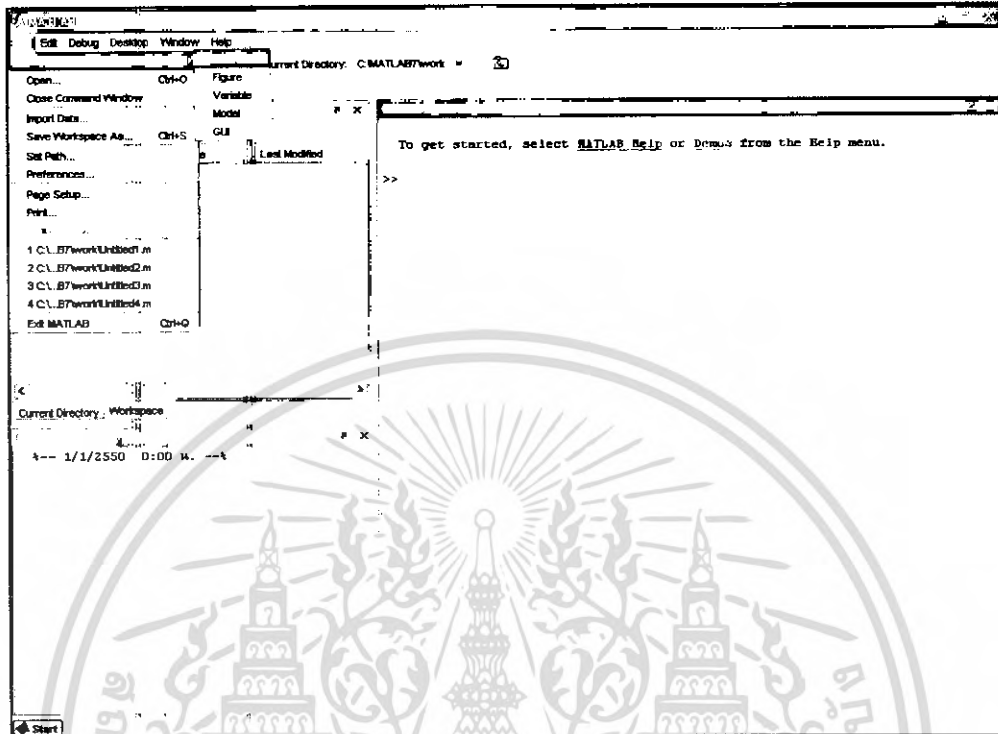 MATLAB
Edit Debug Desktop Window Help
Current Directory: C:\MATLAB7\work
Open... Ctrl+O
Close Command Window
Import Data...
Save Workspace As... Ctrl+S
Set Path...
Preferences...
Page Setup...
Print...
1 C:\...B7\work\Untitled1.m
2 C:\...B7\work\Untitled2.m
3 C:\...B7\work\Untitled3.m
4 C:\...B7\work\Untitled4.m
Exit MATLAB Ctrl+Q
Figure
Variable
Model
GUI
Last Modified
To get started, select MATLAB Help or Demos from the Help menu.
>>
Current Directory Workspace
%-- 1/1/2550 0:00 น. --%
Start